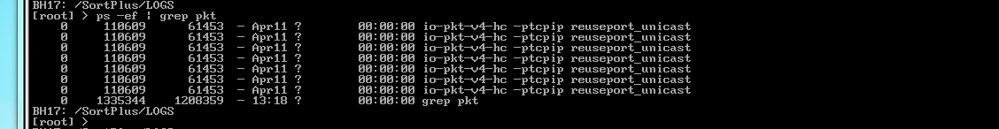 BH17: /SortPlus/LOGS
[root] > ps -ef | grep pkt
0 110609 61453 - Apr11 ? 00:00:00 io-pkt-v4-hc -ptcpip reuseport_unicast
0 110609 61453 - Apr11 ? 00:00:00 io-pkt-v4-hc -ptcpip reuseport_unicast
0 110609 61453 - Apr11 ? 00:00:00 io-pkt-v4-hc -ptcpip reuseport_unicast
0 110609 61453 - Apr11 ? 00:00:00 io-pkt-v4-hc -ptcpip reuseport_unicast
0 110609 61453 - Apr11 ? 00:00:00 io-pkt-v4-hc -ptcpip reuseport_unicast
0 110609 61453 - Apr11 ? 00:00:00 io-pkt-v4-hc -ptcpip reuseport_unicast
0 110609 61453 - Apr11 ? 00:00:00 io-pkt-v4-hc -ptcpip reuseport_unicast
0 1335344 1208359 - 13:18 ? 00:00:00 grep pkt
BH17: /SortPlus/LOGS
[root] >